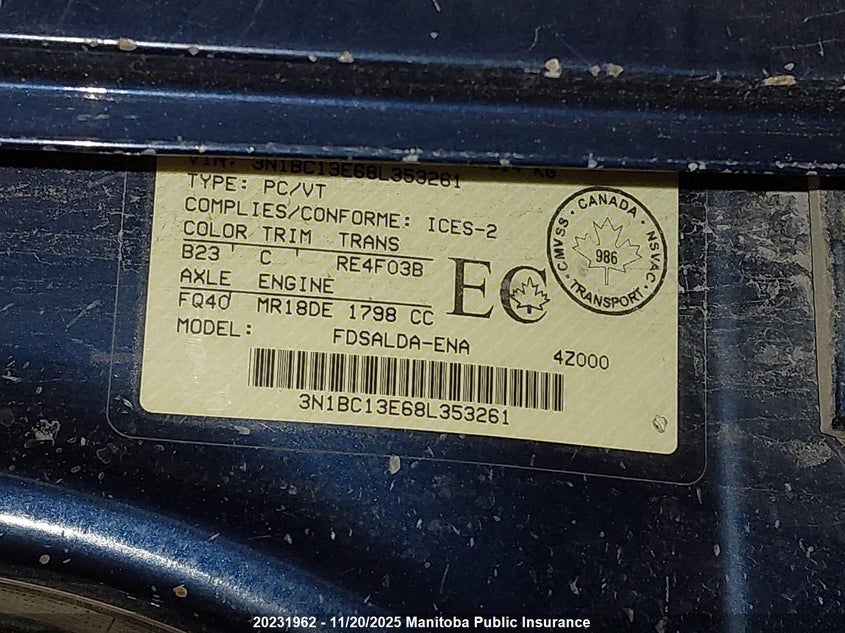 VIN: 3N1BC13E68L353261 KG
TYPE: PC/VT
COMPLIES/CONFORME: ICES-2
COLOR TRIM TRANS
B23 C RE4F03B
AXLE ENGINE
FQ40 MR18DE 1798 CC
MODEL: FDSALDA-ENA 4Z000
3N1BC13E68L353261
EC
CANADA · NSVAC · TRANSPORT · CMVSS ·
986
20231962 - 11/20/2025 Manitoba Public Insurance